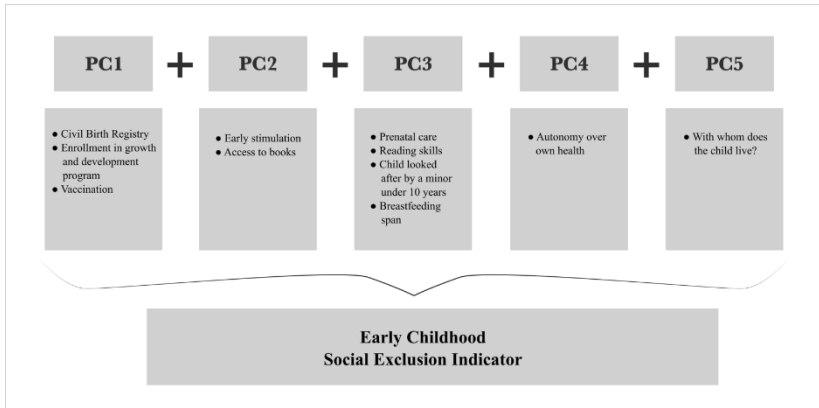 PC1 + PC2 + PC3 + PC4 + PC5
● Civil Birth Registry
● Enrollment in growth
and development
program
● Vaccination
● Early stimulation
● Access to books
● Prenatal care
● Reading skills
● Child looked
after by a minor
under 10 years
● Breastfeeding
span
● Autonomy over
own health
● With whom does
the child live?
Early Childhood
Social Exclusion Indicator